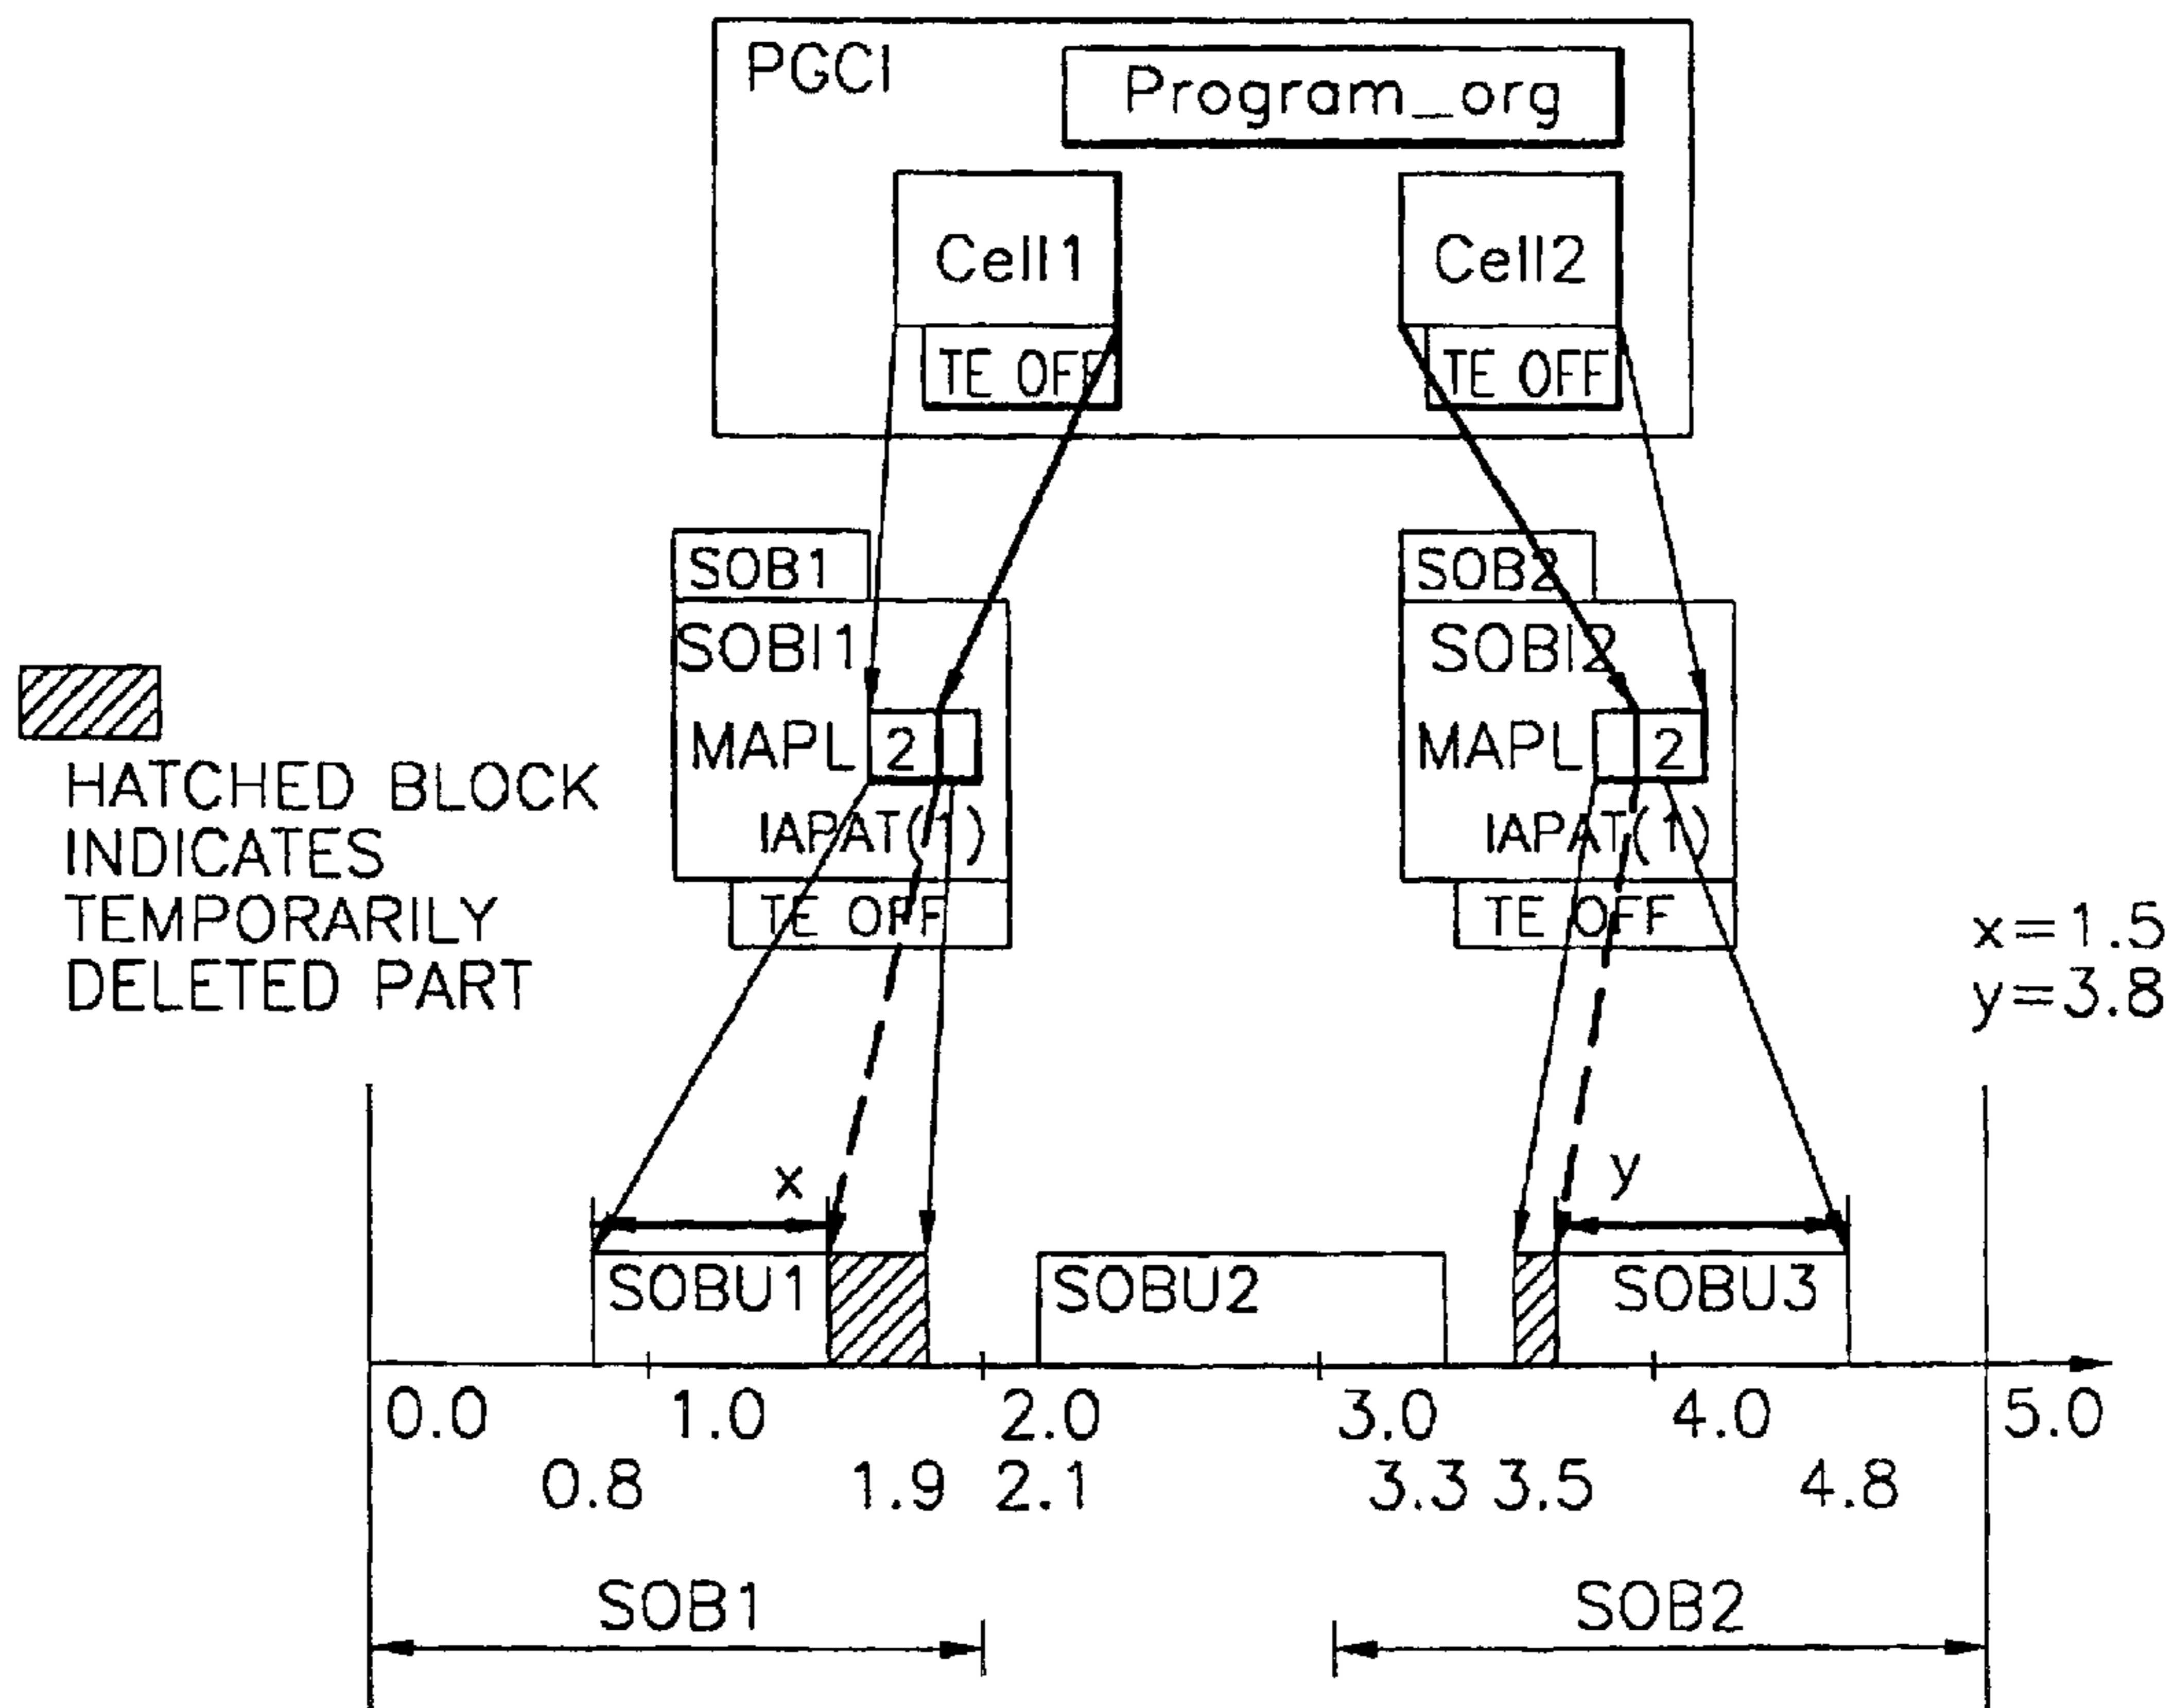 PGCI
Program_org
Cell1
Cell2
TE OFF
TE OFF
SOB1
SOB2
SOBI1
SOBI2
MAPL 2
MAPL 2
IAPAT(1)
IAPAT(1)
TE OFF
TE OFF
HATCHED BLOCK
INDICATES
TEMPORARILY
DELETED PART
x=1.5
y=3.8
x
y
SOBU1
SOBU2
SOBU3
0.0 1.0 2.0 3.0 4.0 5.0
0.8 1.9 2.1 3.3 3.5 4.8
SOB1
SOB2